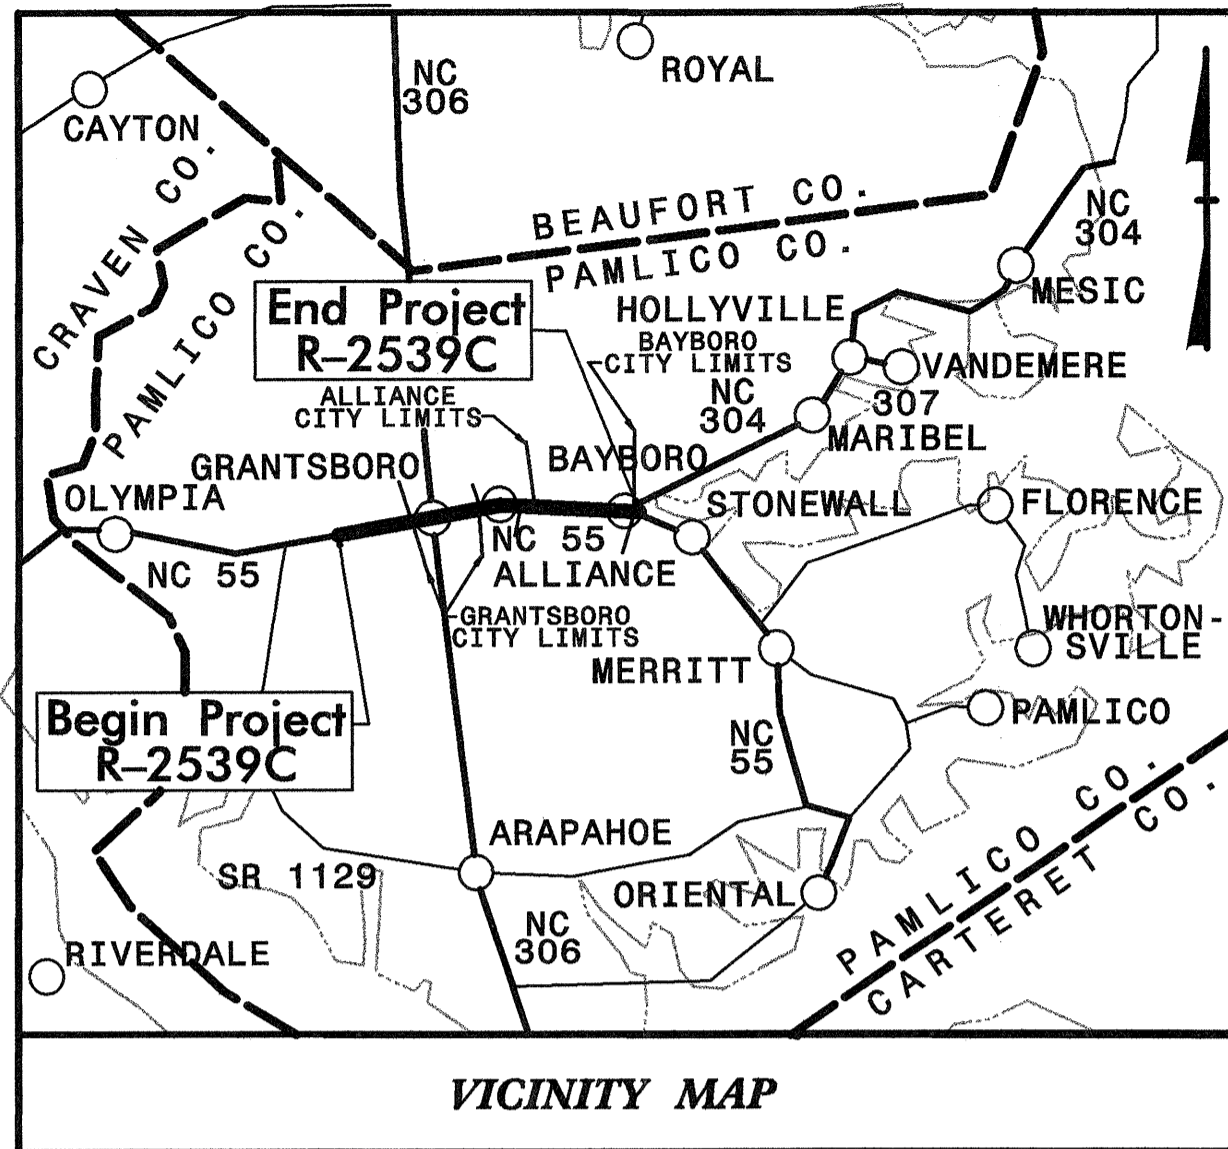 ROYAL
NC
306
CAYTON
CRAVEN CO.
PAMLICO CO.
BEAUFORT CO.
PAMLICO CO.
NC
304
MESIC
End Project
R-2539C
HOLLYVILLE
BAYBORO
CITY LIMITS
VANDEMERE
NC
304
307
MARIBEL
ALLIANCE
CITY LIMITS
GRANTSBORO
BAYBORO
OLYMPIA
STONEWALL
FLORENCE
NC 55
NC 55
ALLIANCE
GRANTSBORO
CITY LIMITS
WHORTON-
SVILLE
MERRITT
Begin Project
R-2539C
PAMLICO
NC
55
ARAPAHOE
SR 1129
ORIENTAL
NC
306
RIVERDALE
PAMLICO CO.
CARTERET CO.
VICINITY MAP